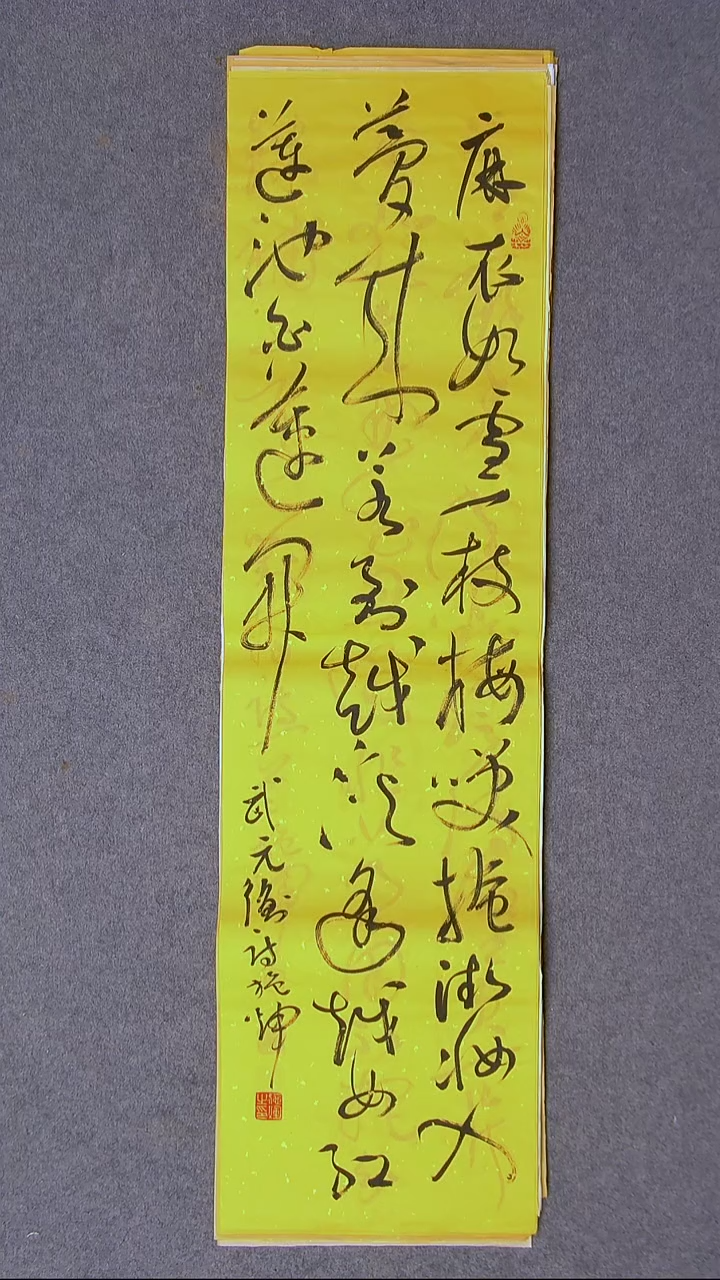 麻衣如雪一枝梅笑掩微妆入
梦来若到越溪逢越女红
莲池白莲开
武元衡诗施